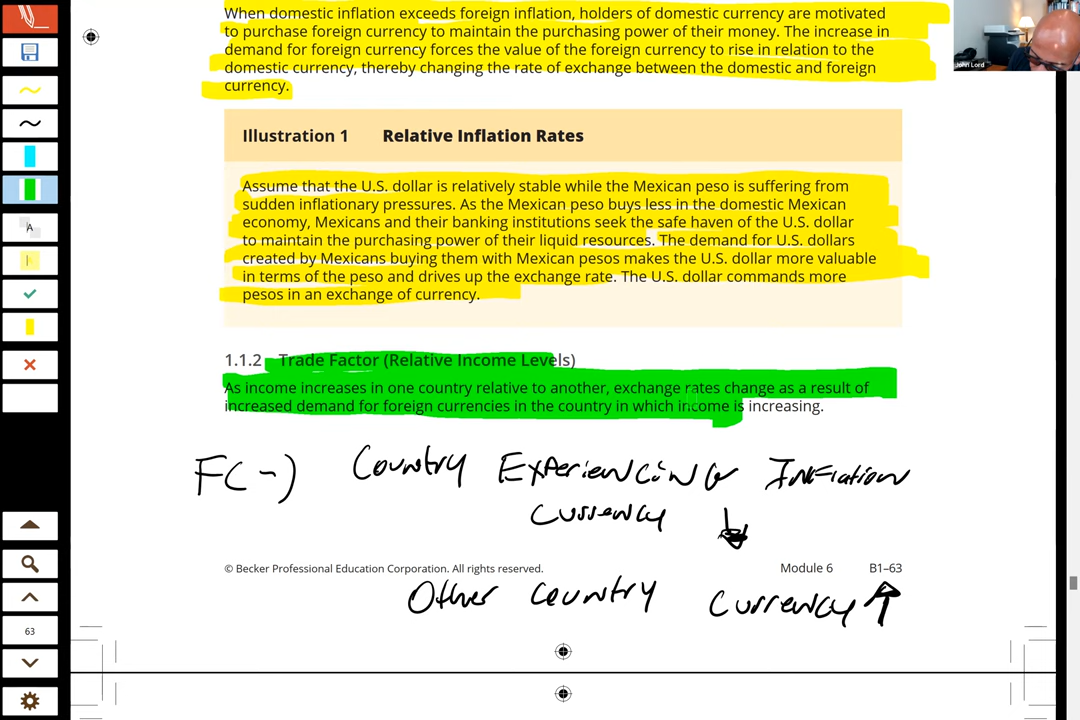 When domestic inflation exceeds foreign inflation, holders of domestic currency are motivated
to purchase foreign currency to maintain the purchasing power of their money. The increase in
demand for foreign currency forces the value of the foreign currency to rise in relation to the
domestic currency, thereby changing the rate of exchange between the domestic and foreign
currency.
John Lord
Illustration 1 Relative Inflation Rates
Assume that the U.S. dollar is relatively stable while the Mexican peso is suffering from
sudden inflationary pressures. As the Mexican peso buys less in the domestic Mexican
economy, Mexicans and their banking institutions seek the safe haven of the U.S. dollar
to maintain the purchasing power of their liquid resources. The demand for U.S. dollars
created by Mexicans buying them with Mexican pesos makes the U.S. dollar more valuable
in terms of the peso and drives up the exchange rate. The U.S. dollar commands more
pesos in an exchange of currency.
1.1.2 Trade Factor (Relative Income Levels)
As income increases in one country relative to another, exchange rates change as a result of
increased demand for foreign currencies in the country in which income is increasing.
Country Experiencing Inflation
Currency ↓
© Becker Professional Education Corporation. All rights reserved. Module 6 B1–63
Other Country Currency ↑
63